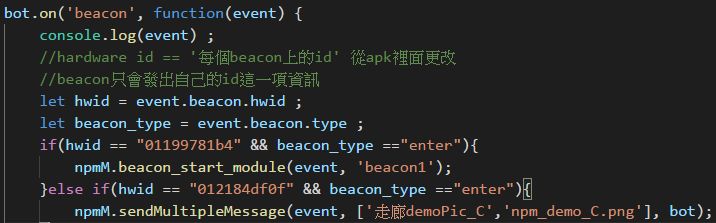 bot.on('beacon', function(event) {
    console.log(event) ;
    //hardware id == '每個beacon上的id' 從apk裡面更改
    //beacon只會發出自己的id這一項資訊
    let hwid = event.beacon.hwid ;
    let beacon_type = event.beacon.type ;
    if(hwid == "01199781b4" && beacon_type =="enter"){
        npmM.beacon_start_module(event, 'beacon1');
    }else if(hwid == "012184df0f" && beacon_type =="enter"){
        npmM.sendMultipleMessage(event, ['走廊demoPic_C','npm_demo_C.png'], bot);